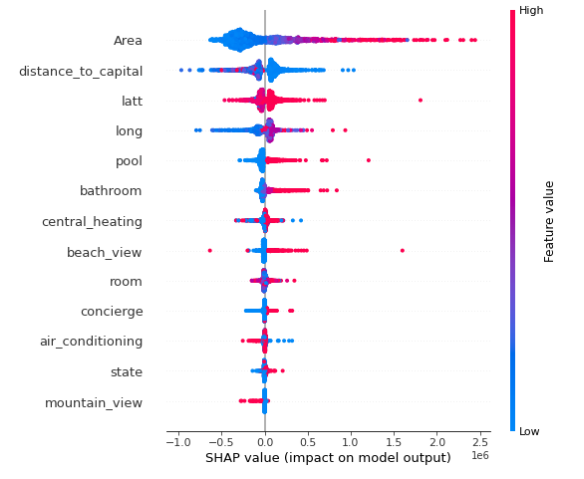 High
Area
distance_to_capital
latt
long
pool
bathroom
central_heating
beach_view
room
concierge
air_conditioning
state
mountain_view
Feature value
Low
−1.0 −0.5 0.0 0.5 1.0 1.5 2.0 2.5
1e6
SHAP value (impact on model output)